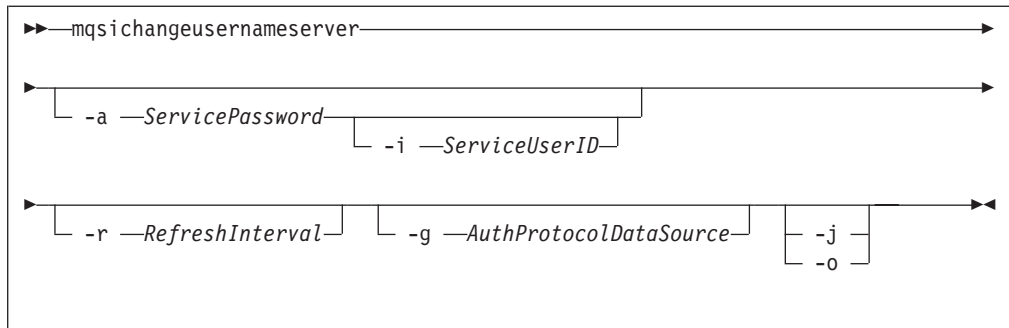 mqsichangeusernameserver
-a ServicePassword
-i ServiceUserID
-r RefreshInterval -g AuthProtocolDataSource -j
-o